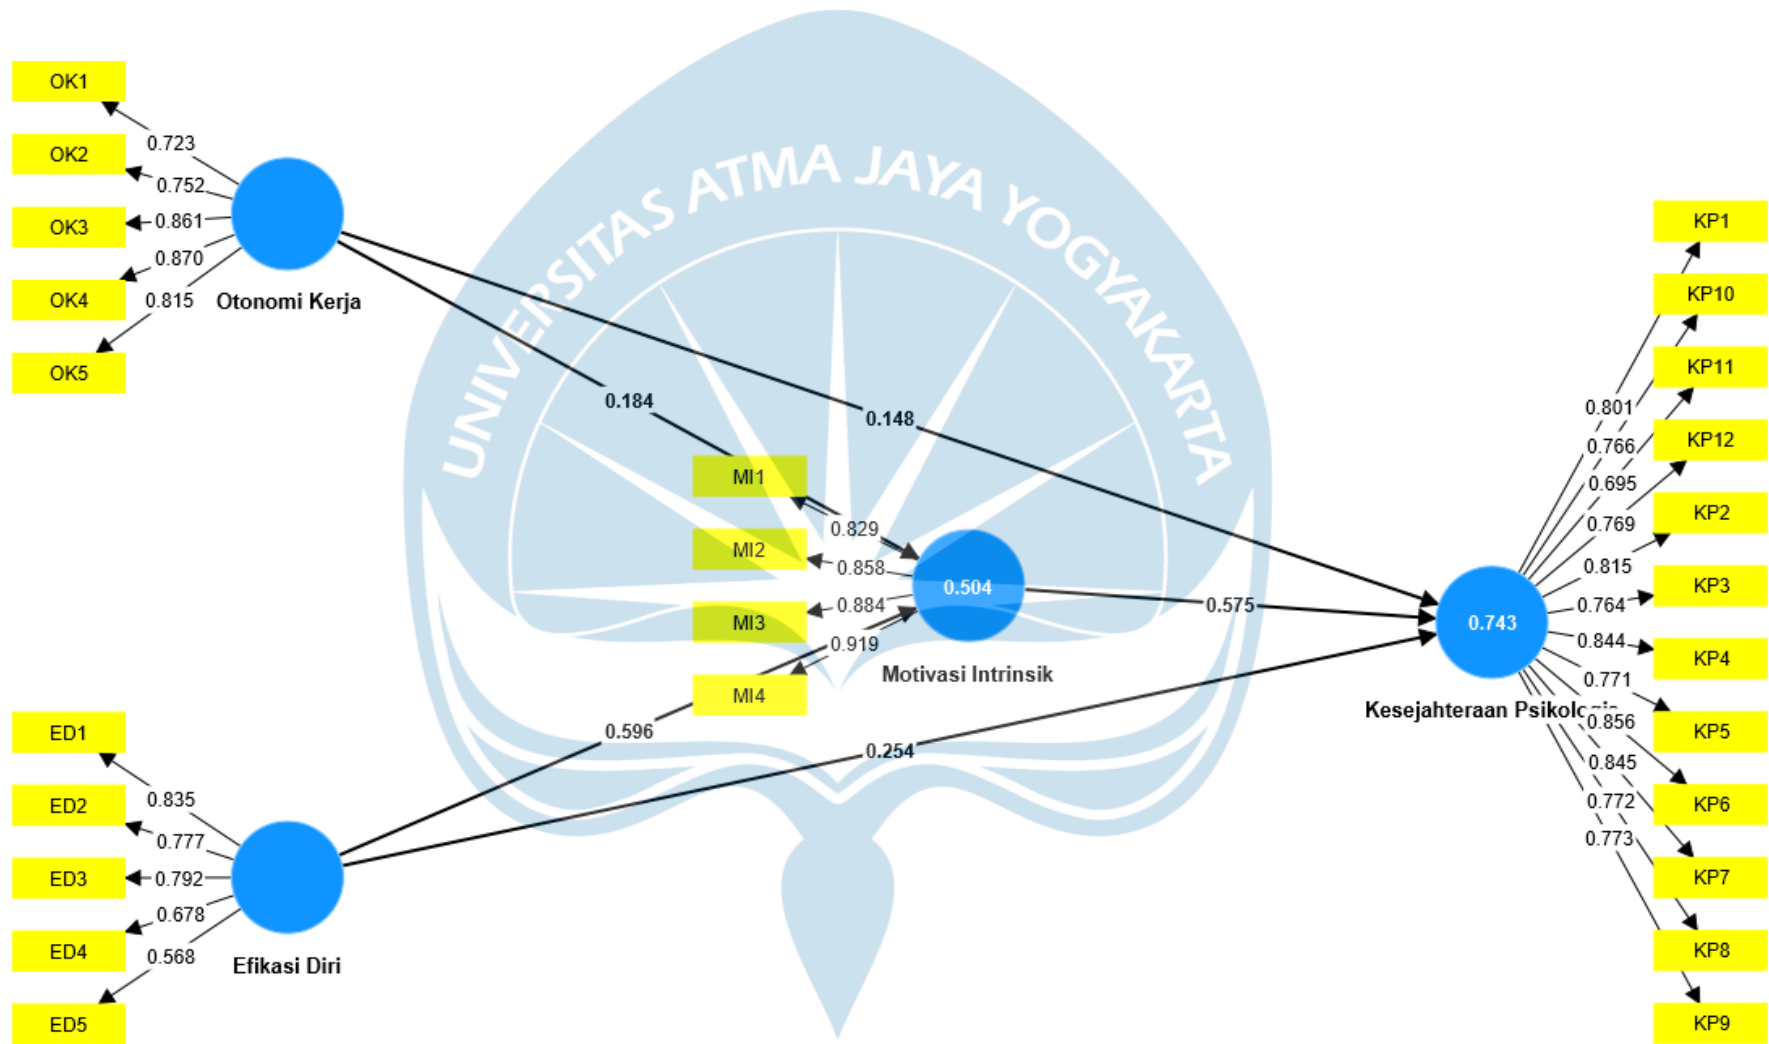 UNIVERSITAS ATMA JAYA YOGYAKARTA
OK1
OK2
OK3
OK4
OK5
0.723
0.752
0.861
0.870
0.815
Otonomi Kerja
0.184
0.148
MI1
MI2
MI3
MI4
0.829
0.858
0.884
0.919
0.504
Motivasi Intrinsik
0.575
0.596
0.254
ED1
ED2
ED3
ED4
ED5
0.835
0.777
0.792
0.678
0.568
Efikasi Diri
0.743
Kesejahteraan Psikologis
0.801
0.766
0.695
0.769
0.815
0.764
0.844
0.771
0.856
0.845
0.772
0.773
KP1
KP10
KP11
KP12
KP2
KP3
KP4
KP5
KP6
KP7
KP8
KP9